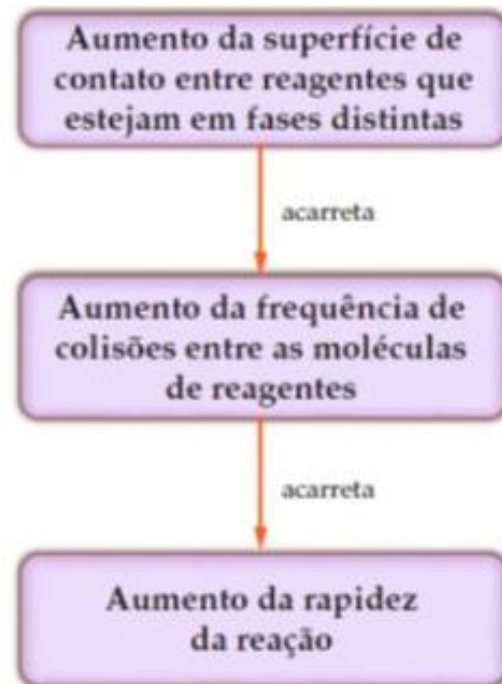 Aumento da superfície de
contato entre reagentes que
estejam em fases distintas
acarreta
Aumento da frequência de
colisões entre as moléculas
de reagentes
acarreta
Aumento da rapidez
da reação